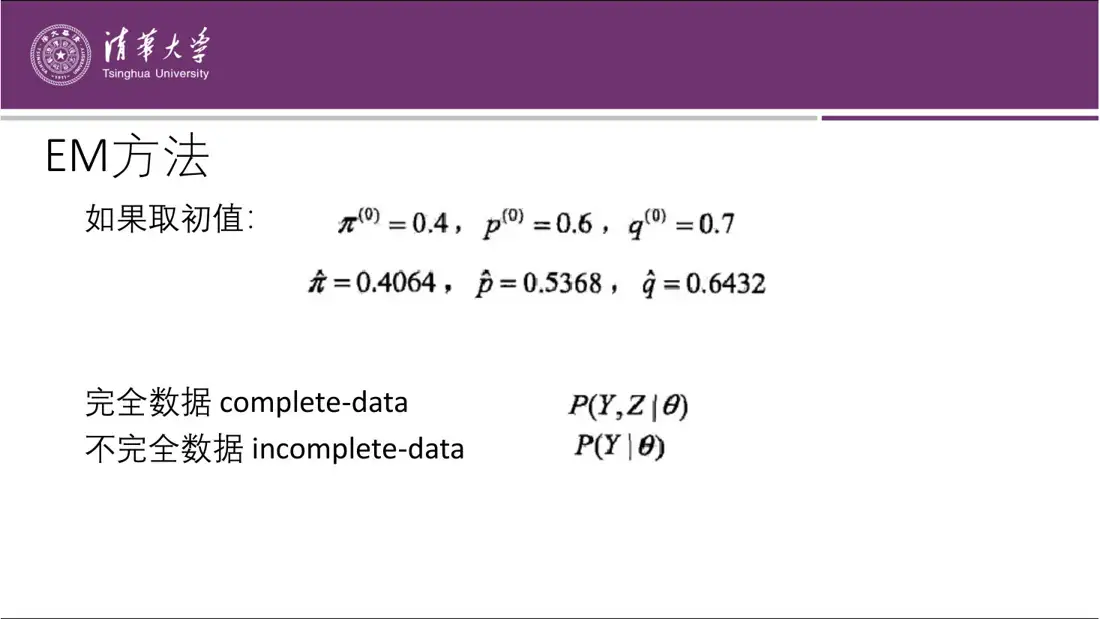 清华大学
Tsinghua University
EM方法
如果取初值：
π^(0) = 0.4， p^(0) = 0.6， q^(0) = 0.7
π̂ = 0.4064， p̂ = 0.5368， q̂ = 0.6432
完全数据 complete-data P(Y,Z|θ)
不完全数据 incomplete-data P(Y|θ)